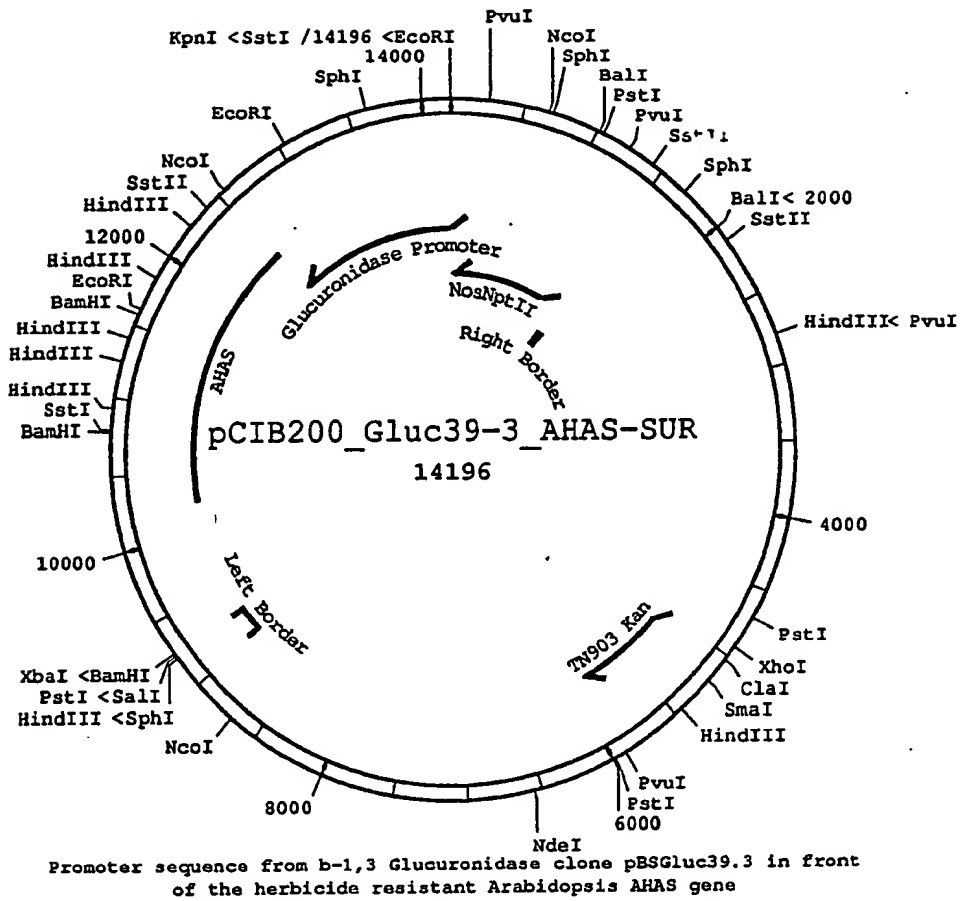 PvuI
KpnI <SstI /14196 <EcoRI
14000
NcoI
SphI
SphI
BalI
PstI
PvuI
EcoRI
SphI
NcoI
SstII
HindIII
BalI< 2000
SstII
12000
HindIII
EcoRI
BamHI
HindIII
HindIII
HindIII
SstI
BamHI
HindIII< PvuI
Glucuronidase Promoter
NosNptII
Right Border
AHAS
pCIB200_Gluc39-3_AHAS-SUR
14196
4000
10000
Left Border
TN903 Kan
PstI
XhoI
ClaI
SmaI
HindIII
XbaI <BamHI
PstI <SalI
HindIII <SphI
NcoI
PvuI
PstI
6000
8000
NdeI
Promoter sequence from b-1,3 Glucuronidase clone pBSGluc39.3 in front
of the herbicide resistant Arabidopsis AHAS gene